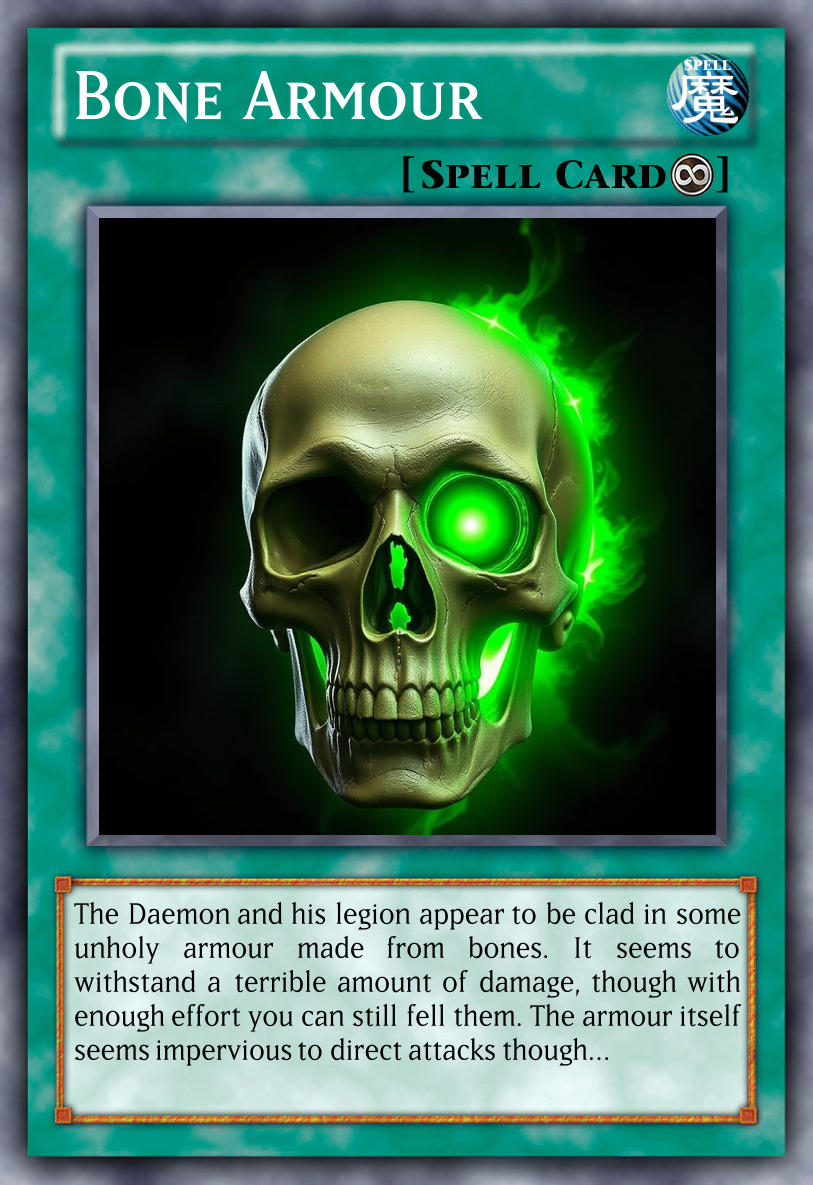 Bone Armour
SPELL
魔
[Spell Card∞]
The Daemon and his legion appear to be clad in some
unholy armour made from bones. It seems to
withstand a terrible amount of damage, though with
enough effort you can still fell them. The armour itself
seems impervious to direct attacks though...